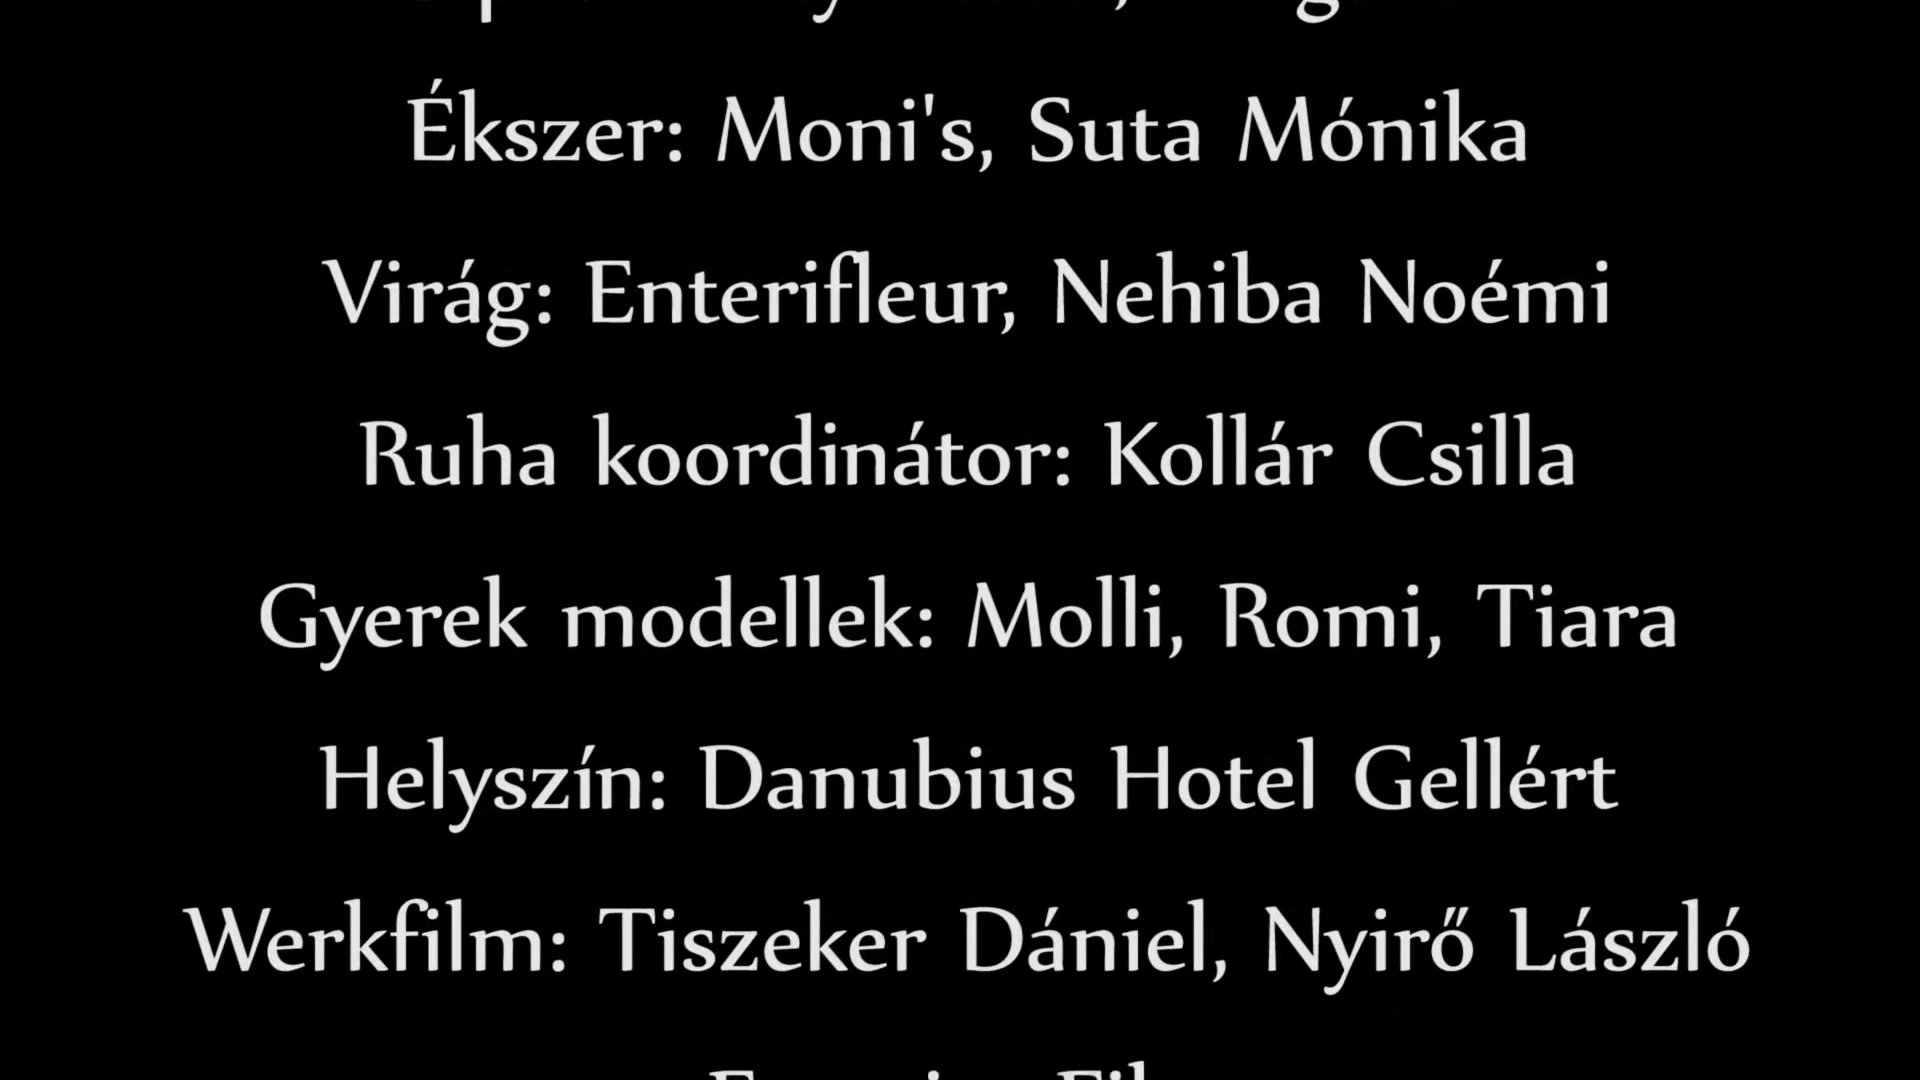 Ékszer: Moni's, Suta Mónika
Virág: Enterifleur, Nehiba Noémi
Ruha koordinátor: Kollár Csilla
Gyerek modellek: Molli, Romi, Tiara
Helyszín: Danubius Hotel Gellért
Werkfilm: Tiszeker Dániel, Nyirő László